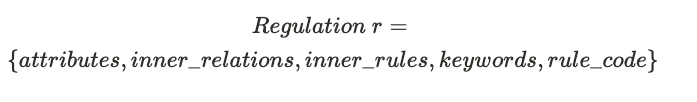 Regulation r =
{attributes, inner_relations, inner_rules, keywords, rule_code}